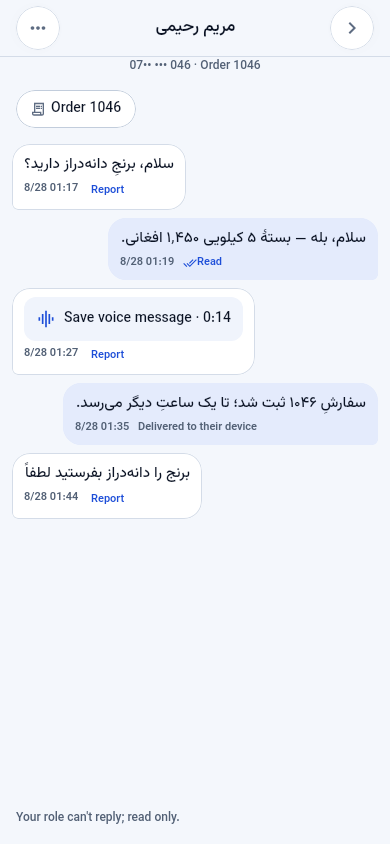 مریم رحیمی
07•• ••• 046 · Order 1046
Order 1046
سلام، برنجِ دانه‌دراز دارید؟
8/28 01:17 Report
سلام، بله — بستهٔ ۵ کیلویی ۱,۴۵۰ افغانی.
8/28 01:19 Read
Save voice message · 0:14
8/28 01:27 Report
سفارشِ ۱۰۴۶ ثبت شد؛ تا یک ساعتِ دیگر می‌رسد.
8/28 01:35 Delivered to their device
برنج را دانه‌دراز بفرستید لطفاً
8/28 01:44 Report
Your role can't reply; read only.